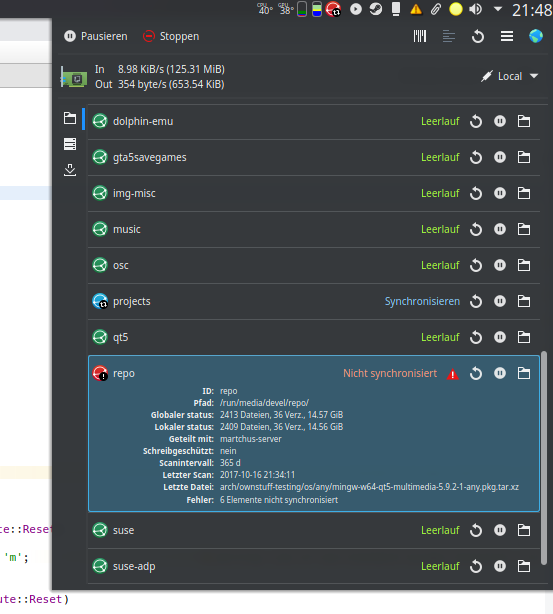 CPU GPU
40° 38° 21:48
Pausieren Stoppen
In 8.98 KiB/s (125.31 MiB)
Out 354 byte/s (653.54 KiB)
Local
dolphin-emu Leerlauf
gta5savegames Leerlauf
img-misc Leerlauf
music Leerlauf
osc Leerlauf
projects Synchronisieren
qt5 Leerlauf
repo Nicht synchronisiert
ID: repo
Pfad: /run/media/devel/repo/
Globaler status: 2413 Dateien, 36 Verz., 14.57 GiB
Lokaler status: 2409 Dateien, 36 Verz., 14.56 GiB
Geteilt mit: martchus-server
Schreibgeschützt: nein
Scanintervall: 365 d
Letzter Scan: 2017-10-16 21:34:11
Letzte Datei: arch/ownstuff-testing/os/any/mingw-w64-qt5-multimedia-5.9.2-1-any.pkg.tar.xz
Fehler: 6 Elemente nicht synchronisiert
suse Leerlauf
te::Reset
'm';
suse-adp Leerlauf
ute::Reset)